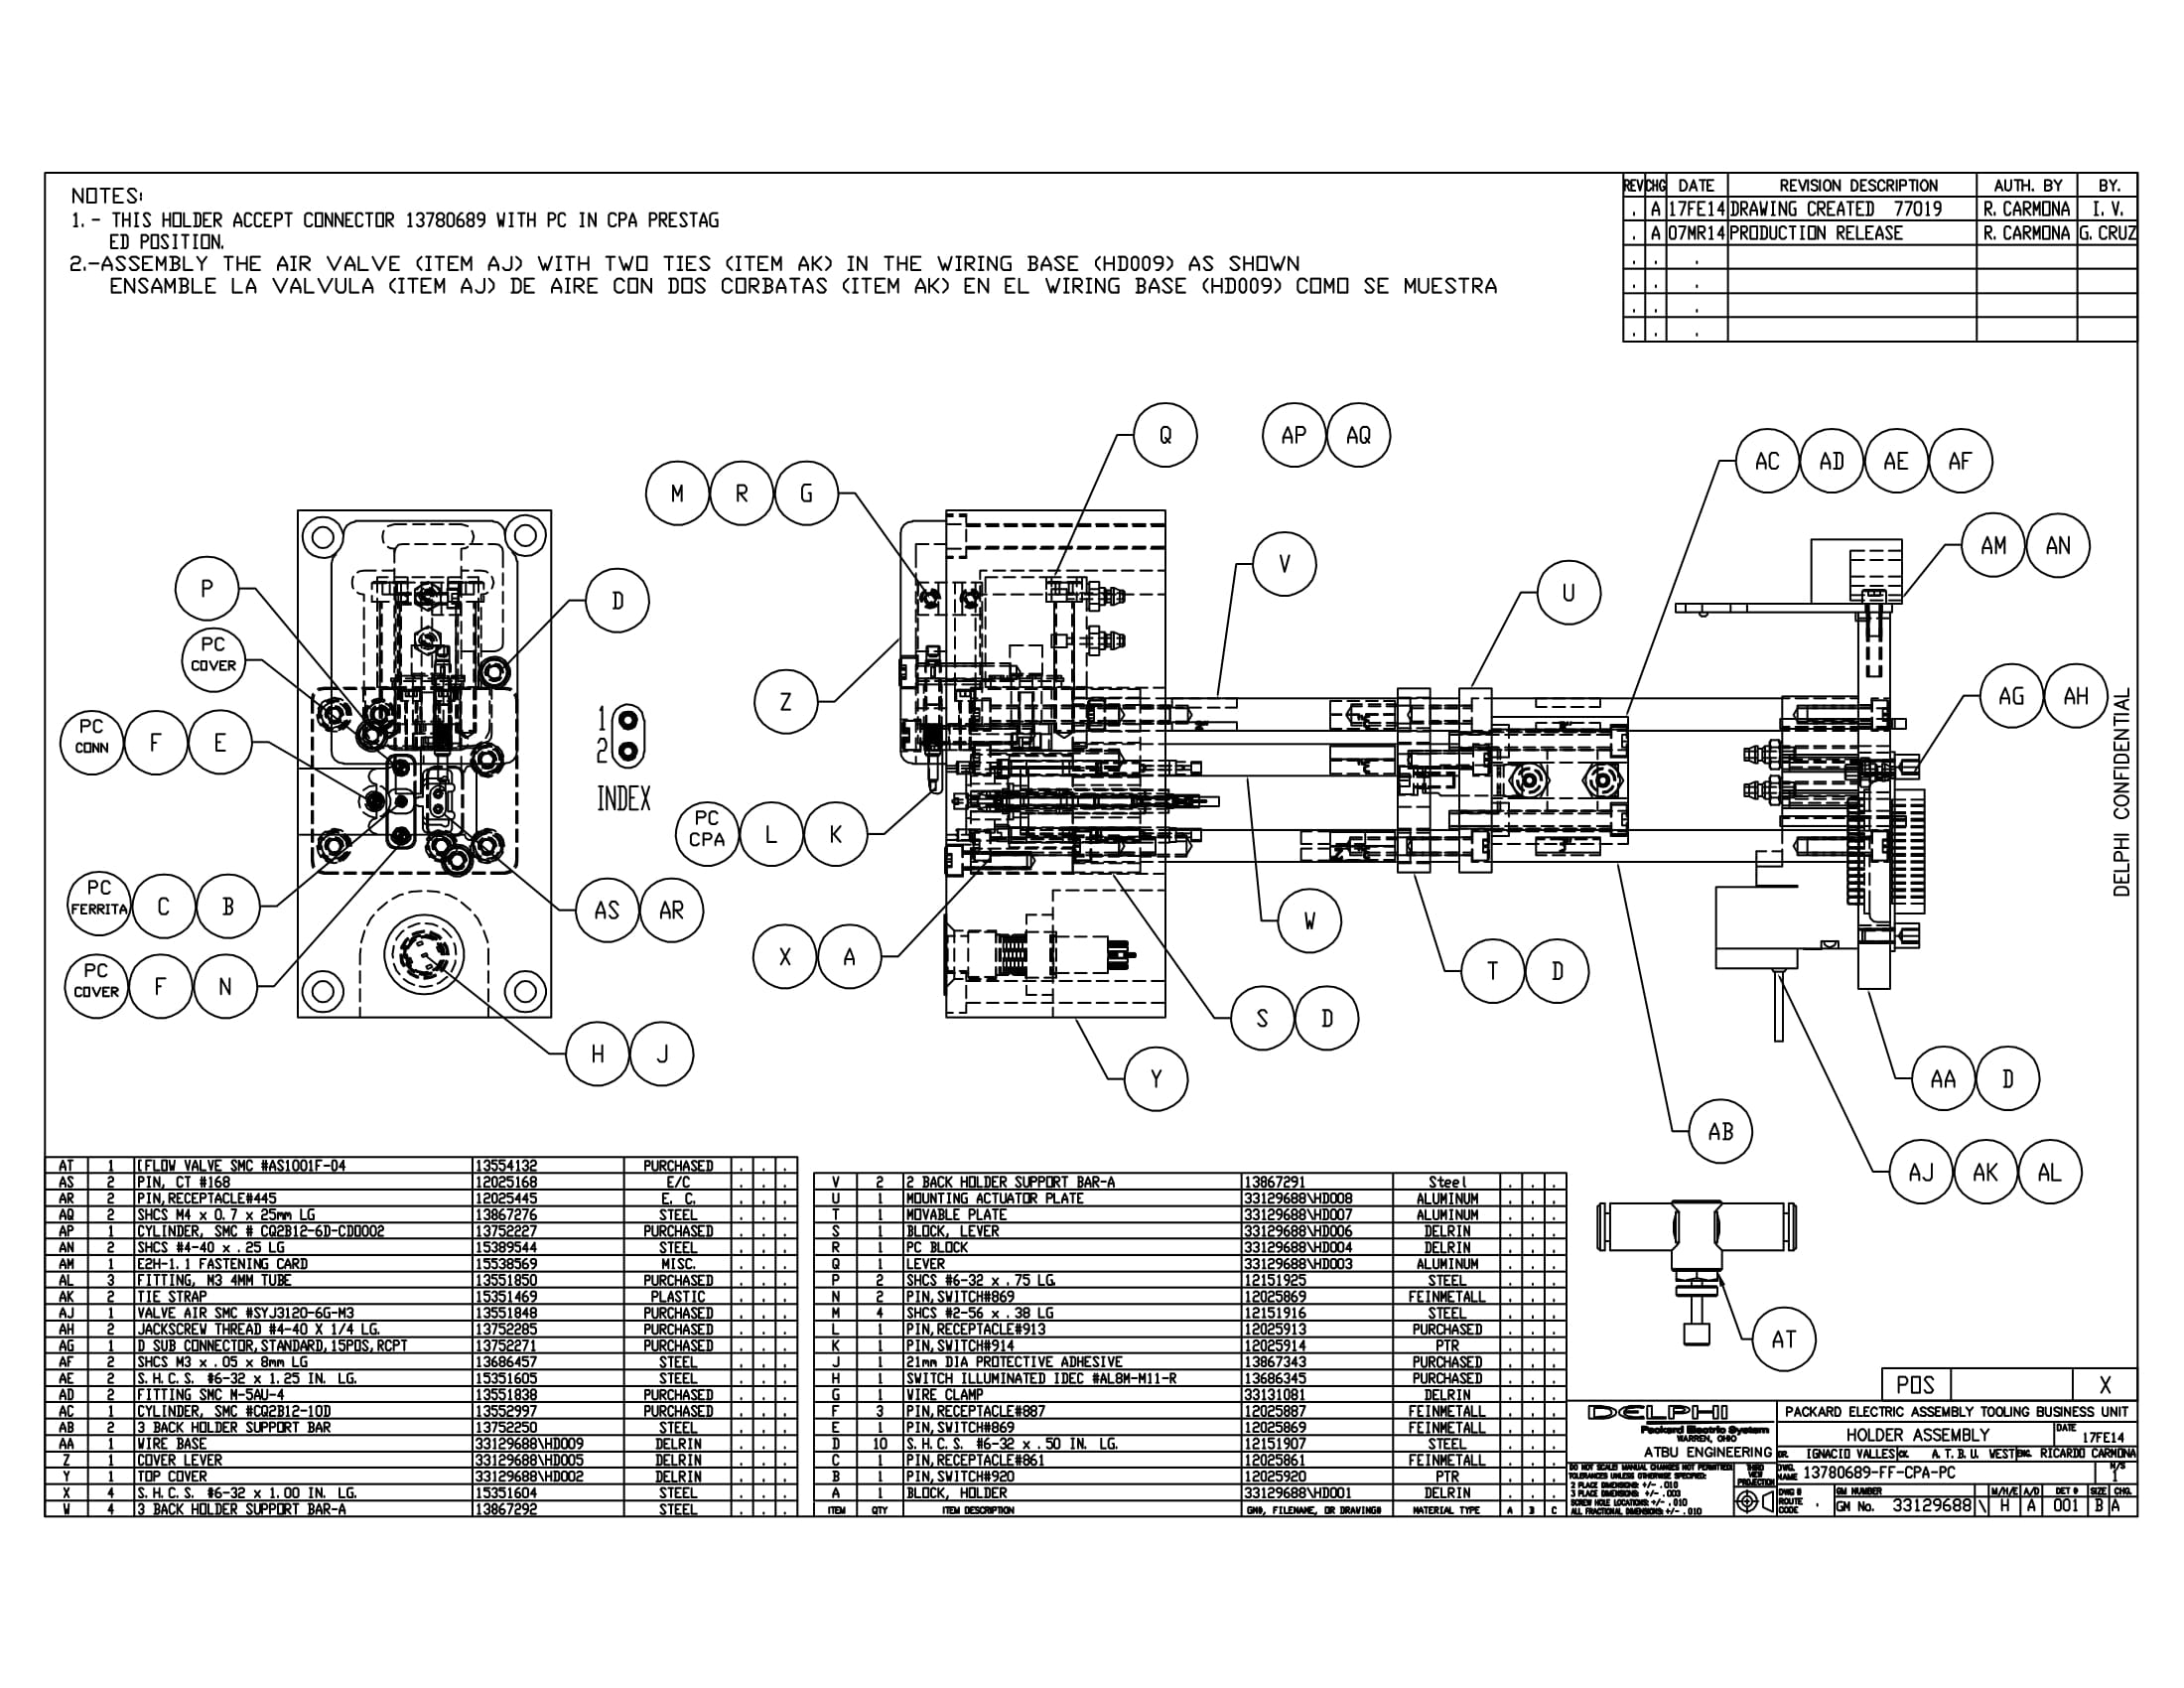 NOTES:
1.- THIS HOLDER ACCEPT CONNECTOR 13780689 WITH PC IN CPA PRESTAG
ED POSITION.
2.-ASSEMBLY THE AIR VALVE (ITEM AJ) WITH TWO TIES (ITEM AK) IN THE WIRING BASE (HD009) AS SHOWN
ENSAMBLE LA VALVULA (ITEM AJ) DE AIRE CON DOS CORBATAS (ITEM AK) EN EL WIRING BASE (HD009) COMO SE MUESTRA
REV CHG DATE REVISION DESCRIPTION AUTH. BY BY.
. A 17FE14 DRAWING CREATED 77019 R. CARMONA I. V.
. A 07MR14 PRODUCTION RELEASE R. CARMONA G. CRUZ
. . .
. . .
. . .
. . .
Q AP AQ
AC AD AE AF
M R G
AM AN
V
P
D
U
PC COVER
AG AH
Z
1
2
INDEX
PC CONN F E
PC CPA L K
DELPHI CONFIDENTIAL
PC FERRITA C B
AS AR
W
X A
T D
PC COVER F N
S D
H J
Y
AA D
AB
AJ AK AL
AT
AT 1 [FLOW VALVE SMC #AS1001F-04 13554132 PURCHASED . . .
AS 2 PIN, CT #168 12025168 E/C . . .
AR 2 PIN,RECEPTACLE#445 12025445 E. C. . . .
AQ 2 SHCS M4 x 0.7 x 25mm LG 13867276 STEEL . . .
AP 1 CYLINDER, SMC # CQ2B12-6D-CD0002 13752227 PURCHASED . . .
AN 2 SHCS #4-40 x .25 LG 15389544 STEEL . . .
AM 1 E2H-1.1 FASTENING CARD 15538569 MISC. . . .
AL 3 FITTING, M3 4MM TUBE 13551850 PURCHASED . . .
AK 2 TIE STRAP 15351469 PLASTIC . . .
AJ 1 VALVE AIR SMC #SYJ3120-6G-M3 13551848 PURCHASED . . .
AH 2 JACKSCREW THREAD #4-40 X 1/4 LG. 13752285 PURCHASED . . .
AG 1 D SUB CONNECTOR,STANDARD,15POS,RCPT 13752271 PURCHASED . . .
AF 2 SHCS M3 x .05 x 8mm LG 13686457 STEEL . . .
AE 2 S.H.C.S. #6-32 x 1.25 IN. LG. 15351605 STEEL . . .
AD 2 FITTING SMC M-5AU-4 13551838 PURCHASED . . .
AC 1 CYLINDER, SMC #CQ2B12-10D 13552997 PURCHASED . . .
AB 2 3 BACK HOLDER SUPPORT BAR 13752250 STEEL . . .
AA 1 WIRE BASE 33129688\HD009 DELRIN . . .
Z 1 COVER LEVER 33129688\HD005 DELRIN . . .
Y 1 TOP COVER 33129688\HD002 DELRIN . . .
X 4 S.H.C.S. #6-32 x 1.00 IN. LG. 15351604 STEEL . . .
W 4 3 BACK HOLDER SUPPORT BAR-A 13867292 STEEL . . .
V 2 2 BACK HOLDER SUPPORT BAR-A 13867291 Steel . . .
U 1 MOUNTING ACTUATOR PLATE 33129688\HD008 ALUMINUM . . .
T 1 MOVABLE PLATE 33129688\HD007 ALUMINUM . . .
S 1 BLOCK, LEVER 33129688\HD006 DELRIN . . .
R 1 PC BLOCK 33129688\HD004 DELRIN . . .
Q 1 LEVER 33129688\HD003 ALUMINUM . . .
P 2 SHCS #6-32 x .75 LG. 12151925 STEEL . . .
N 2 PIN,SWITCH#869 12025869 FEINMETALL . . .
M 4 SHCS #2-56 x .38 LG 12151916 STEEL . . .
L 1 PIN,RECEPTACLE#913 12025913 PURCHASED . . .
K 1 PIN,SWITCH#914 12025914 PTR . . .
J 1 21mm DIA PROTECTIVE ADHESIVE 13867343 PURCHASED . . .
H 1 SWITCH ILLUMINATED IDEC #AL8M-M11-R 13686345 PURCHASED . . .
G 1 WIRE CLAMP 33131081 DELRIN . . .
F 3 PIN,RECEPTACLE#887 12025887 FEINMETALL . . .
E 1 PIN,SWITCH#869 12025869 FEINMETALL . . .
D 10 S.H.C.S. #6-32 x .50 IN. LG. 12151907 STEEL . . .
C 1 PIN,RECEPTACLE#861 12025861 FEINMETALL . . .
B 1 PIN,SWITCH#920 12025920 PTR . . .
A 1 BLOCK, HOLDER 33129688\HD001 DELRIN . . .
ITEM QTY ITEM DESCRIPTION GM#, FILENAME, OR DRAWING# MATERIAL TYPE A B C
POS X
DELPHI
Packard Electric Systems
WARREN, OHIO
ATBU ENGINEERING
PACKARD ELECTRIC ASSEMBLY TOOLING BUSINESS UNIT
HOLDER ASSEMBLY DATE 17FE14
DR. IGNACIO VALLES CK. A. T. B. U. WEST ENG. RICARDO CARMONA
DO NOT SCALE MANUAL CHANGES NOT PERMITTED
TOLERANCES UNLESS OTHERWISE SPECIFIED:
2 PLACE DIMENSIONS +/- .010
3 PLACE DIMENSIONS +/- .003
SCREW HOLE LOCATIONS +/- .010
ALL FRACTIONAL DIMENSIONS +/- .010
THIRD VIEW PROJECTION
DWG. NAME 13780689-FF-CPA-PC 1
DWG # ROUTE CODE . GM NUMBER M/H/E A/D DET # SIZE CHG.
GM No. 33129688 \ H A 001 B A